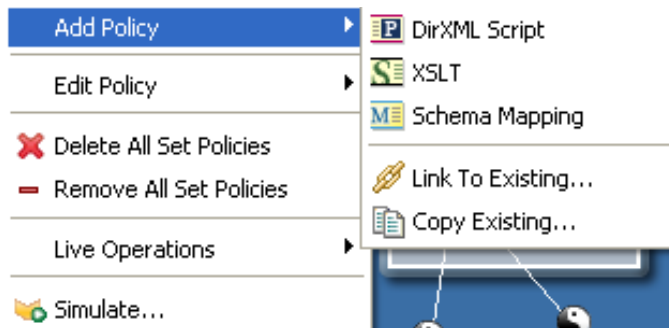 Add Policy
Edit Policy
Delete All Set Policies
Remove All Set Policies
Live Operations
Simulate...
P DirXML Script
S XSLT
M Schema Mapping
Link To Existing...
Copy Existing...